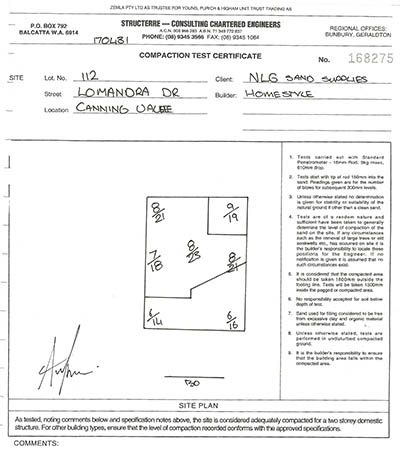 ZEMLA PTY LTD AS TRUSTEE FOR YOUNG, PURICH & HIGHAM UNIT TRUST TRADING AS
P.O. BOX 792
BALCATTA W.A. 6914
STRUCTERRE – CONSULTING CHARTERED ENGINEERS
PHONE: (08) 9345 3566 FAX: (08) 9345 1064
REGIONAL OFFICES:
BUNBURY, GERALDTON
170431
COMPACTION TEST CERTIFICATE
No. 168275
SITE Lot. No. 112 Client: NLG SAND SUPPLIES
Street LOMANDRA DR Builder: HOMESTYLE
Location CANNING VALE
1. Tests carried out with Standard Penetrometer - 16mm Rod, 9kg mass, 610mm drop.
2. Tests start with tip of rod 150mm into the sand. Readings given are for the number of blows for subsequent 300mm levels.
3. Unless otherwise stated no determination is given for stability or suitability of the natural ground if other than a clean sand.
4. Tests are of a random nature and sufficient have been taken to generally determine the level of compaction of the sand on the site. If any circumstances such as the removal of large trees or old soakwells etc., has occured on site it is the builder's responsibility to locate these positions for the Engineer. If no notification is given it is assumed that no such circumstances exist.
5. It is considered that the compacted area should be taken 1500mm outside the footing line. Tests will be taken 1500mm inside the pegged or compacted area.
6. No responsibility accepted for soil below depth of test.
7. Sand used for filling considered to be free from excessive clay and organic material unless otherwise stated.
8. Unless otherwise stated, tests are performed in undisturbed compacted ground.
9. It is the builder's responsibility to ensure that the building area falls within the compacted area.
8/21
9/19
7/18
8/23
8/21
6/14
6/16
SITE PLAN
As tested, noting comments below and specification notes above, the site is considered adequately compacted for a two storey domestic
structure. For other building types, ensure that the level of compaction recorded conforms with the approved specifications.
COMMENTS: